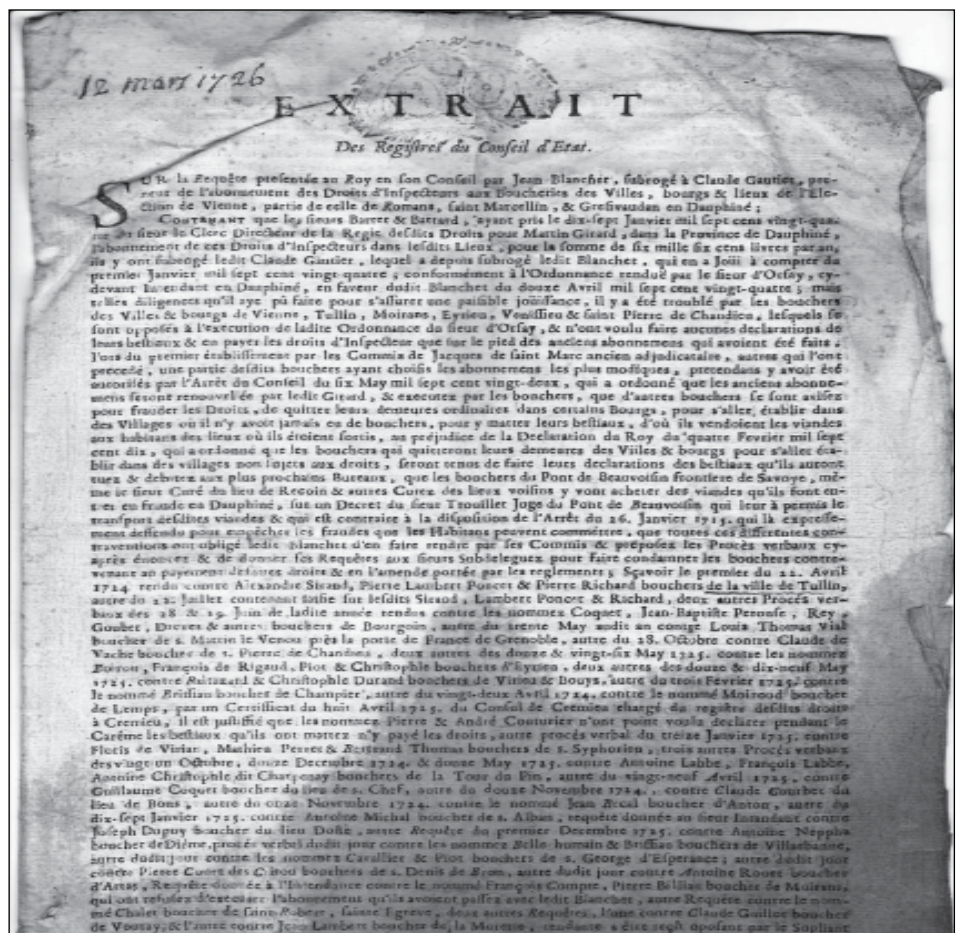 12 mars 1726
EXTRAIT
Des Registres du Conseil d'Estat.
SUR la Requête presentée au Roy en son Conseil par Jean Blanchet, subrogé à Claude Gautier, pre-
neur de l'abonnement des Droits d'Inspecteurs aux Boucheries des Villes, bourgs & lieux de l'Ele-
ction de Vienne, partie de celle de Romans, saint Marcellin, & Gresivaudan en Dauphiné;
CONTENANT que les sieurs Barret & Battard, ayant pris le dix-sept Janvier mil sept cens vingt-qua-
tre du sieur le Clerc Directeur de la Regie desdits Droits pour Martin Girard, dans la Province de Dauphiné,
l'abonnement de ces Droits d'Inspecteurs dans lesdits Lieux, pour la somme de six mille six cens livres par an,
ils y ont subrogé ledit Claude Gautier, lequel a depuis subrogé ledit Blanchet, qui en a joüi à compter du
premier Janvier mil sept cent vingt-quatre; conformément à l'Ordonnance rendue par le sieur d'Orsay, cy-
devant Intendant en Dauphiné, en faveur dudit Blanchet du douze Avril mil sept cent vingt-quatre; mais
telles diligences qu'il aye pû faire pour s'assurer une paisible joüissance, il y a été troublé par les bouchers
des Villes & bourgs de Vienne, Tullin, Moirans, Eyrieu, Venissieu & saint Pierre de Chandieu, lesquels se
sont opposés à l'execution de ladite Ordonnance du sieur d'Orsay, & n'ont voulu faire aucunes declarations de
leurs bestiaux & en payer les droits d'Inspecteur que sur le pied des anciens abonnemens qui avoient été faits
lors du premier établissement par les Commis de Jacques de saint Marc ancien adjudicataire, autres qui l'ont
precedé, une partie desdits bouchers ayant choisis les abonnemens les plus modiques, pretendans y avoir été
autorisés par l'Arrêt du Conseil du six May mil sept cent vingt-deux, qui a ordonné que les anciens abonne-
mens seront renouvelés par ledit Girard, & executez par les bouchers, que d'autres bouchers se sont avisez
pour frauder les Droits, de quitter leurs demeures ordinaires dans certains Bourgs, pour s'aller établir dans
des Villages où il n'y avoit jamais eu de bouchers, pour y mattet leurs bestiaux, d'où ils vendoient les viandes
aux habitans des lieux où ils étoient sortis, au préjudice de la Declaration du Roy du quatre Fevrier mil sept
cent dix, qui a ordonné que les bouchers qui quitteront leurs demeures des Villes & bourgs pour s'aller éta-
blir dans des villages non sujets aux droits, seront tenus de faire leurs declarations des bestiaux qu'ils auront
tuez & debitez aux plus prochains Bureaux, que les bouchers du Pont de Beauvoisin frontiere de Savoye, mê-
me le sieur Curé du lieu de Recoin & autres Curez des lieux voisins y vont acheter des viandes qu'ils font en-
trer en fraude en Dauphiné, sur un Decret du sieur Trouillet Juge du Pont de Beauvoisin qui leur à permis le
transport desdites viandes & qui est contraire à la disposition de l'Arrêt du 26. Janvier 1715. qui là expresse-
ment deffendu pour empêcher les fraudes que les Habitans peuvent commettre, que toutes ces differentes con-
traventions ont obligé ledit Blanchet d'en faire rendre par ses Commis & préposez les Procès verbaux cy-
après énoncez & de donner ses Requêtes aux sieurs Subdeleguez pour faire condamner les bouchers contre-
venans au payement desdits droits & en l'amende portée par les reglements; Sçavoir le premier du 22. Avril
1724. rendu contre Alexandre Sirand, Pierre Lambert Poncet & Pierre Richard bouchers de la ville de Tullin,
autre du 12. Juillet contenant saisie sur lesdits Sirand, Lambert Poncet & Richard, deux autres Procés ver-
baux des 18 & 19. Juin de ladite année rendus contre les nommez Coquet, Jean-Baptiste Peronse, Rey
Goubet, & autres bouchers de Bourgoin, autre du trente May audit an contre Louis Thomas Vial
boucher de s. Martin le Venou près la porte de France de Grenoble, autre du 28. Octobre contre Claude de
Vache boucher de s. Pierre de Chandieu, deux autres des douze & vingt-six May 1725. contre les nommez
Boiron, François de Rigaud, Piot & Christophle bouchers d'Eyrieu, deux autres des douze & dix-neuf May
1725. contre Baltazard & Christophle Durand bouchers de Virieu & Bouys, autre du trois Fevrier 1725. contre
le nommé Brissau boucher de Champier, autre du vingt-deux Avril 1724. contre le nommé Moiroud boucher
de Lemps, par un Certificat du huit Avril 1725. du Consul de Cremieu chargé du registre desdits droits
à Cremieu, il est justifié que les nommez Pierre & André Couturier n'ont point voulu declarer pendant le
Carême les bestiaux qu'ils ont mattez n'y payé les droits, autre procès verbal du treize Janvier 1725. contre
Floris de Viriar, Mathieu Perret & Bertrand Thomas bouchers de s. Syphorien, trois autres Procés verbaux
des vingt un Octobre, douze Decembre 1724. & douze May 1725. contre Antoine Labbe, François Labbe,
Antoine Christophle dit Charpenay bouchers de la Tour du Pin, autre du vingt-neuf Avril 1725. contre
Guillaume Coquet boucher du lieu de s. Chef, autre du douze Novembre 1724. contre Claude Gourbet du
lieu de Bons, autre du onze Novembre 1724. contre le nommé Jean Recal boucher d'Anton, autre du
dix-sept Janvier 1725. contre Antoine Michal boucher de s. Alban, requête donnée au sieur Intendant contre
Joseph Dupuy boucher du lieu Dosie, autre Requête du premier Decembre 1725. contre Antoine Neppha
boucher de Diéme, procès verbal dudit jour contre les nommez Belle humain & Brissau bouchers de Villarbanne,
autre dudit jour contre les nommez Cavallier & Piot bouchers de s. George d'Esperance; autre dudit jour
contre Pierre des bouchers de s. Denis de Bron, autre dudit jour contre Antoine Rouet boucher
d'Artas, Requête donnée à l'Intendance contre le nommé François Compte, Pierre Billias boucher de Moirans,
qui ont refusez d'executer l'abonnement qu'ils avoient passez avec ledit Blanchet, autre Requête contre le nom-
mé Chalet boucher de saint Robert, sainte Egreve, deux autres Requêtes, l'une contre Claude Guillot boucher
de Vouray, & l'autre contre Jean Lambert boucher de la Murette, tendante a être reçû oposant par le Supliant